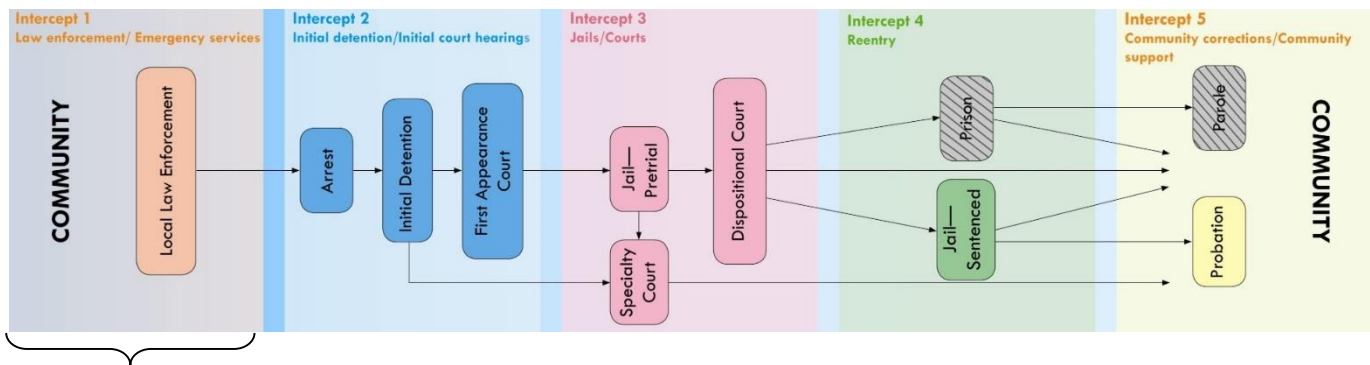 Intercept 1
Law enforcement/ Emergency services
COMMUNITY
Local Law Enforcement
Intercept 2
Initial detention/Initial court hearings
Arrest
Initial Detention
First Appearance
Court
Intercept 3
Jails/Courts
Jail—
Pretrial
Specialty
Court
Dispositional Court
Intercept 4
Reentry
Prison
Jail—
Sentenced
Intercept 5
Community corrections/Community
support
Parole
Probation
COMMUNITY